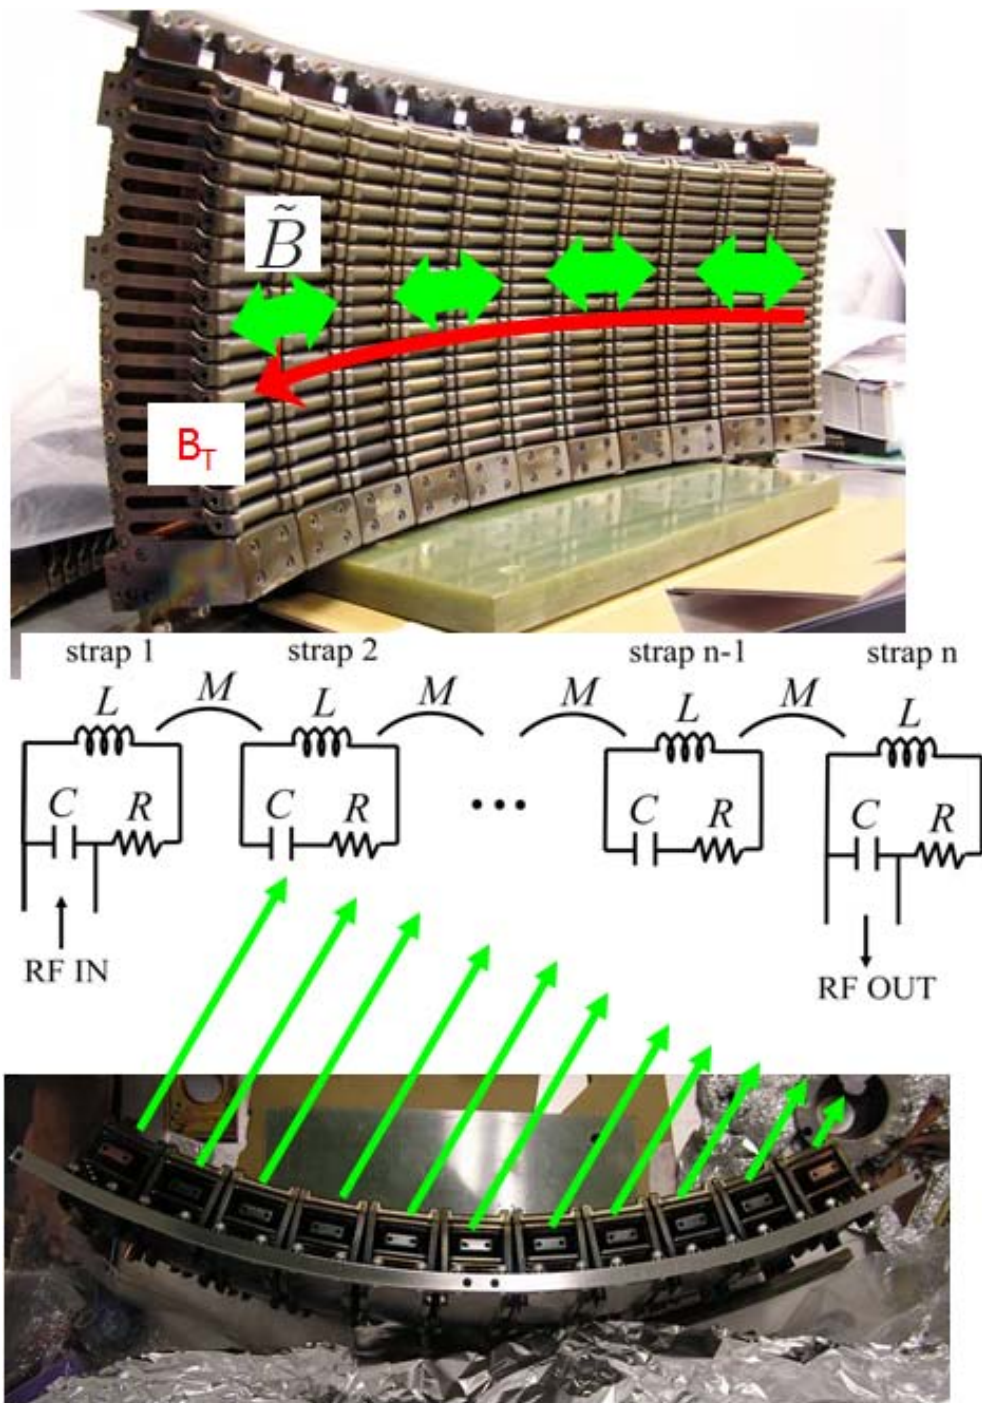 B̃
B_T
strap 1 strap 2 strap n-1 strap n
M M M M
L L L L
C R C R ... C R C R
RF IN RF OUT